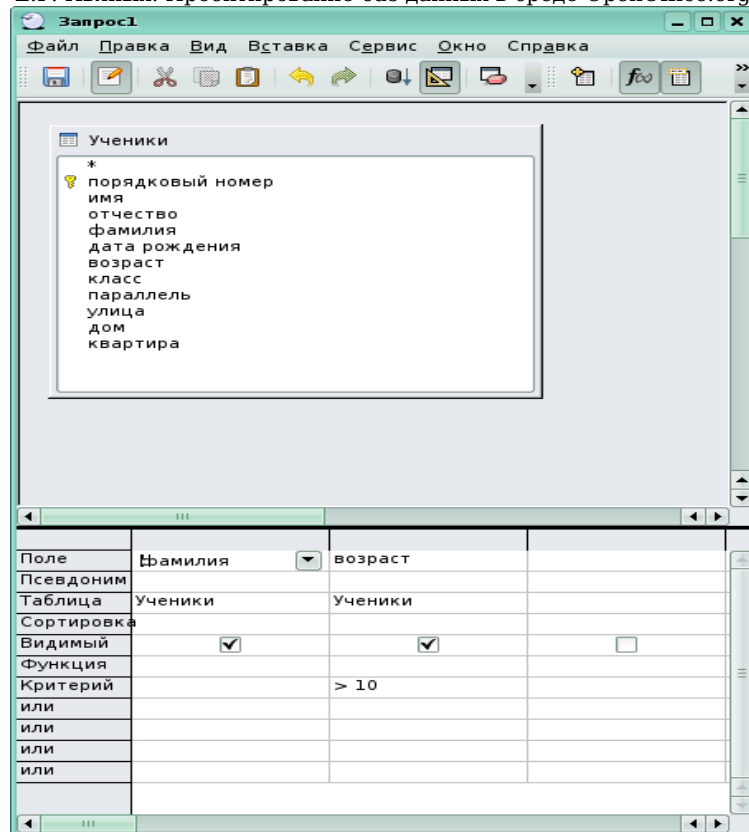 Запрос1
Файл Правка Вид Вставка Сервис Окно Справка
Ученики
*
порядковый номер
имя
отчество
фамилия
дата рождения
возраст
класс
параллель
улица
дом
квартира
Поле фамилия возраст
Псевдоним
Таблица Ученики Ученики
Сортировка
Видимый
Функция
Критерий > 10
или
или
или
или